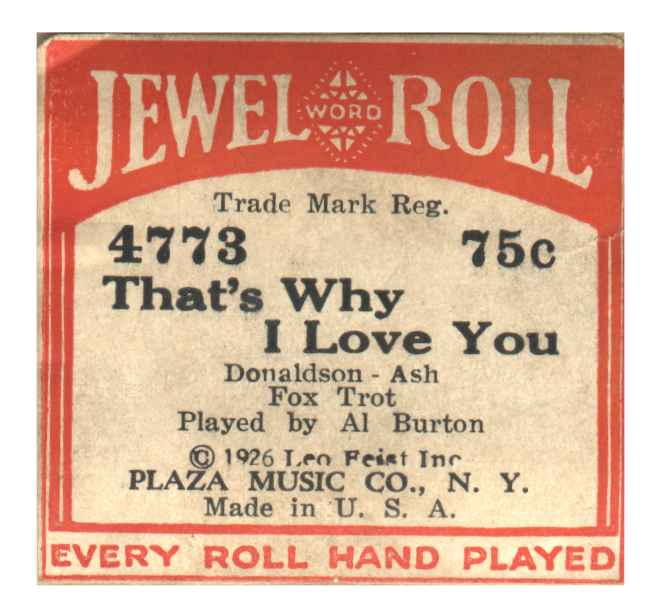 JEWEL WORD ROLL
Trade Mark Reg.
4773 75c
That's Why
I Love You
Donaldson - Ash
Fox Trot
Played by Al Burton
© 1926 Leo Feist Inc
PLAZA MUSIC CO., N. Y.
Made in U. S. A.
EVERY ROLL HAND PLAYED